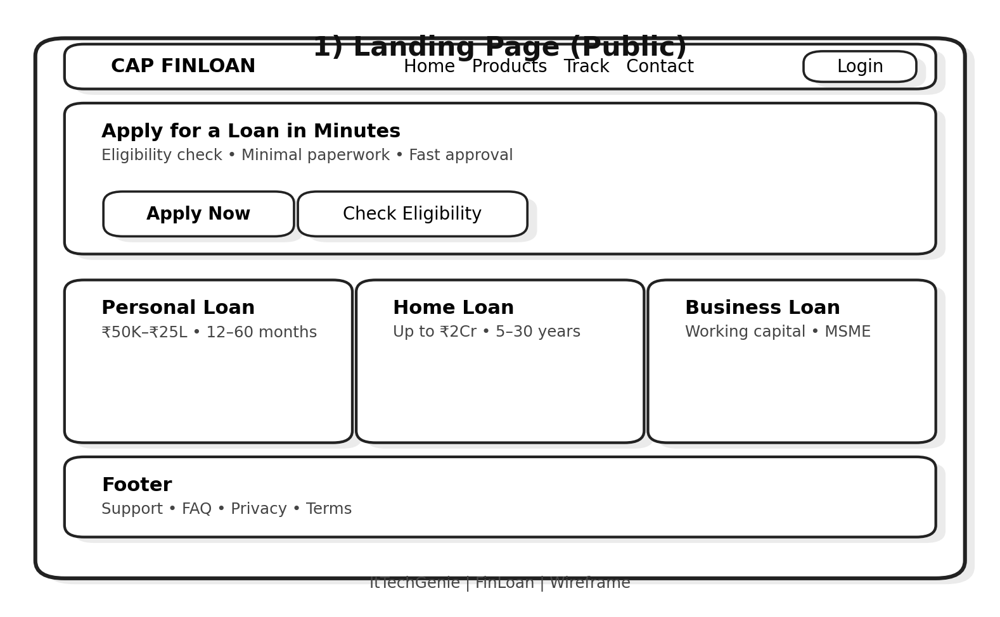 1) Landing Page (Public)
CAP FINLOAN
Home Products Track Contact
Login
Apply for a Loan in Minutes
Eligibility check • Minimal paperwork • Fast approval
Apply Now
Check Eligibility
Personal Loan
₹50K–₹25L • 12–60 months
Home Loan
Up to ₹2Cr • 5–30 years
Business Loan
Working capital • MSME
Footer
Support • FAQ • Privacy • Terms
ItTechGenie | FinLoan | Wireframe